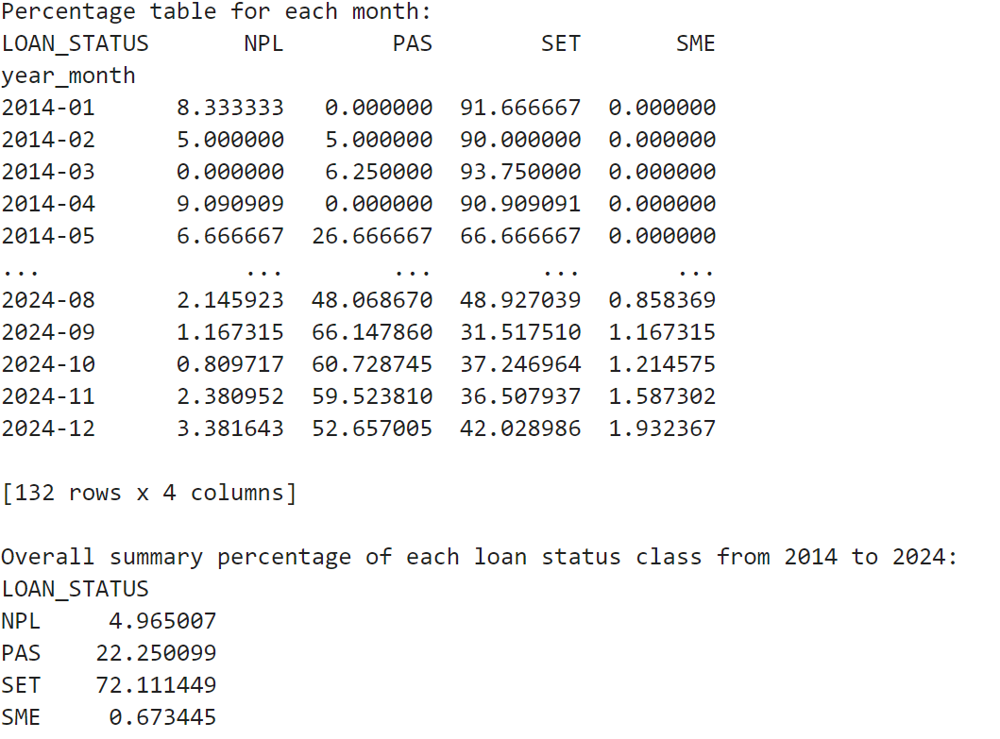 Percentage table for each month:
LOAN_STATUS       NPL        PAS        SET       SME
year_month
2014-01      8.333333   0.000000  91.666667  0.000000
2014-02      5.000000   5.000000  90.000000  0.000000
2014-03      0.000000   6.250000  93.750000  0.000000
2014-04      9.090909   0.000000  90.909091  0.000000
2014-05      6.666667  26.666667  66.666667  0.000000
...               ...        ...        ...       ...
2024-08      2.145923  48.068670  48.927039  0.858369
2024-09      1.167315  66.147860  31.517510  1.167315
2024-10      0.809717  60.728745  37.246964  1.214575
2024-11      2.380952  59.523810  36.507937  1.587302
2024-12      3.381643  52.657005  42.028986  1.932367
[132 rows x 4 columns]
Overall summary percentage of each loan status class from 2014 to 2024:
LOAN_STATUS
NPL     4.965007
PAS    22.250099
SET    72.111449
SME     0.673445